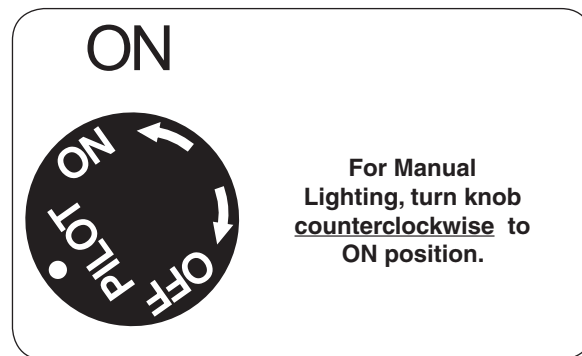 ON
ON
PILOT
OFF
For Manual
Lighting, turn knob
counterclockwise to
ON position.